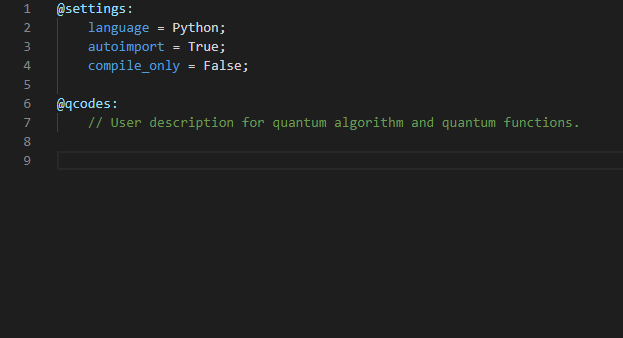 1 @settings:
2 language = Python;
3 autoimport = True;
4 compile_only = False;
5
6 @qcodes:
7 // User description for quantum algorithm and quantum functions.
8
9